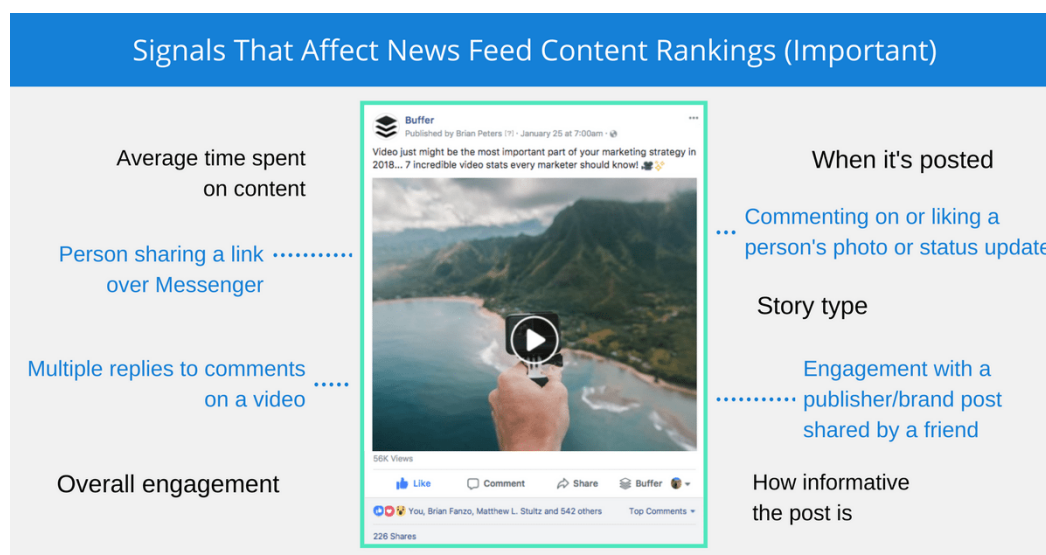 Signals That Affect News Feed Content Rankings (Important)
Average time spent
on content
Person sharing a link
over Messenger
Multiple replies to comments
on a video
Overall engagement
Buffer
Published by Brian Peters [?] · January 25 at 7:00am ·
Video just might be the most important part of your marketing strategy in
2018... 7 incredible video stats every marketer should know!
56K Views
Like Comment Share Buffer
You, Brian Fanzo, Matthew L. Stultz and 542 others Top Comments
226 Shares
When it's posted
Commenting on or liking a
person's photo or status update
Story type
Engagement with a
publisher/brand post
shared by a friend
How informative
the post is